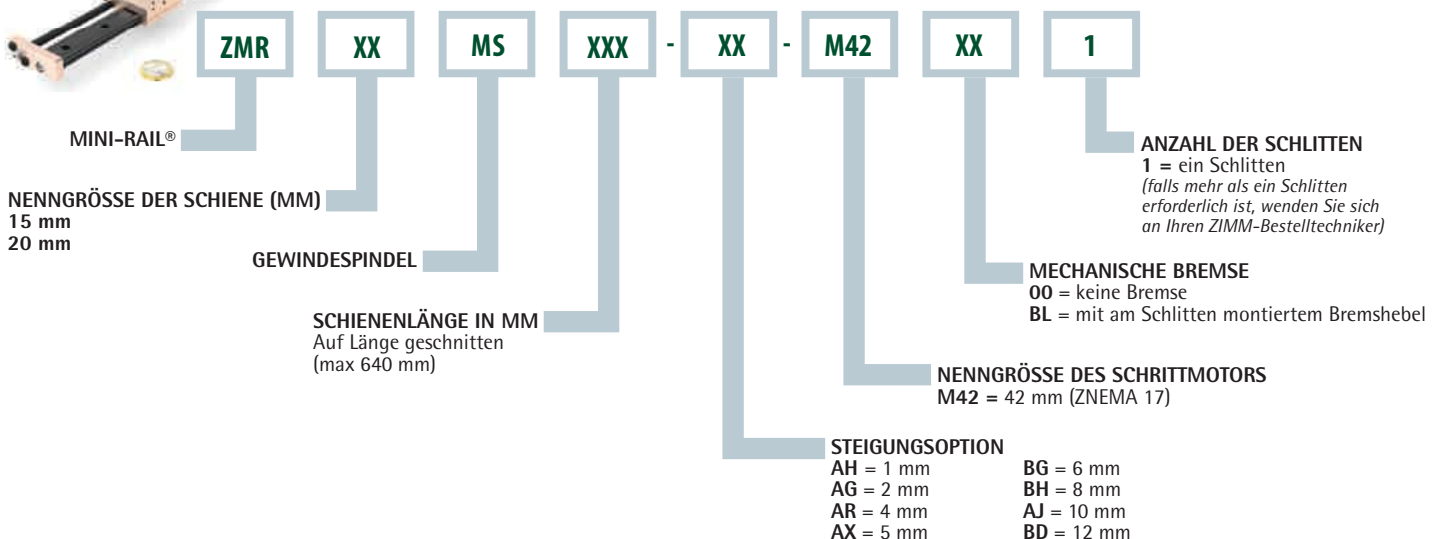 ZMR XX MS XXX - XX - M42 XX 1
MINI-RAIL®
NENNGRÖSSE DER SCHIENE (MM)
15 mm
20 mm
GEWINDESPINDEL
SCHIENENLÄNGE IN MM
Auf Länge geschnitten
(max 640 mm)
ANZAHL DER SCHLITTEN
1 = ein Schlitten
(falls mehr als ein Schlitten
erforderlich ist, wenden Sie sich
an Ihren ZIMM-Bestelltechniker)
MECHANISCHE BREMSE
00 = keine Bremse
BL = mit am Schlitten montiertem Bremshebel
NENNGRÖSSE DES SCHRITTMOTORS
M42 = 42 mm (ZNEMA 17)
STEIGUNGSOPTION
AH = 1 mm
AG = 2 mm
AR = 4 mm
AX = 5 mm
BG = 6 mm
BH = 8 mm
AJ = 10 mm
BD = 12 mm